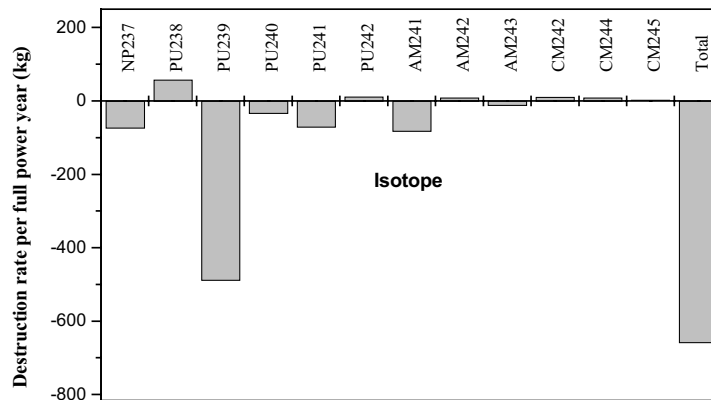 Destruction rate per full power year (kg)
200
0
-200
-400
-600
-800
NP237
PU238
PU239
PU240
PU241
PU242
AM241
AM242
AM243
CM242
CM244
CM245
Total
Isotope